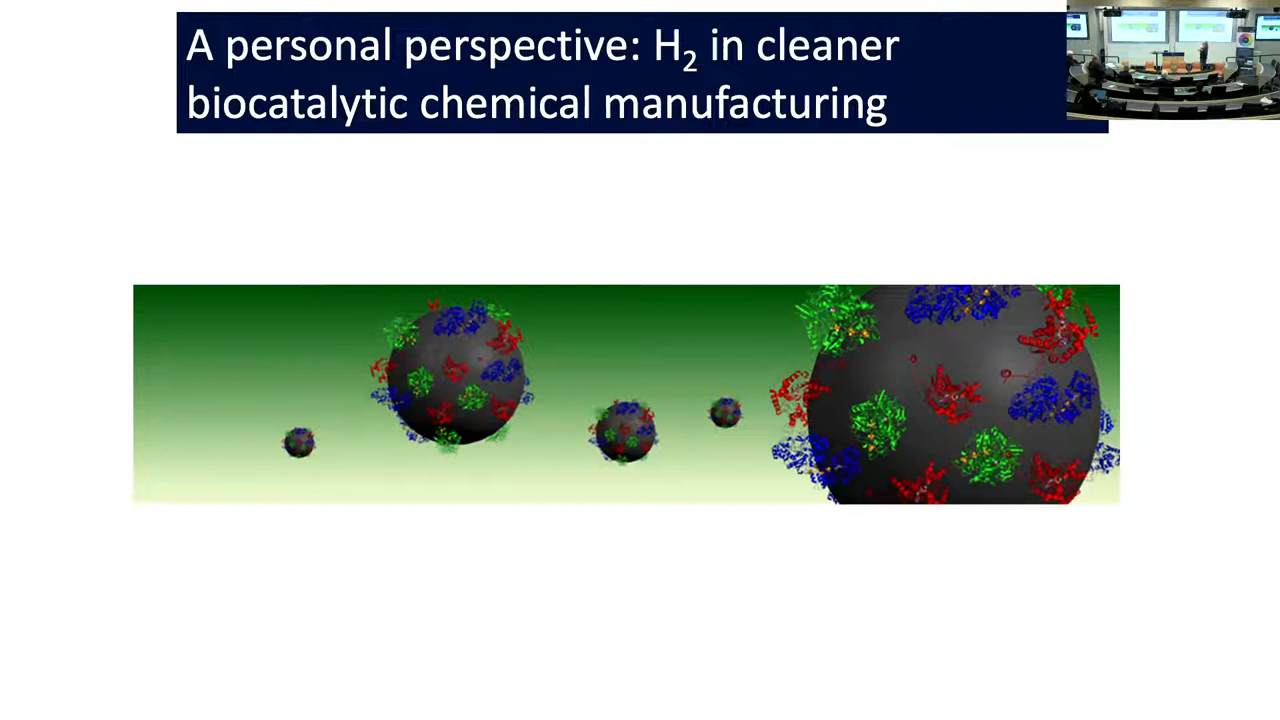 A personal perspective: H₂ in cleaner
biocatalytic chemical manufacturing